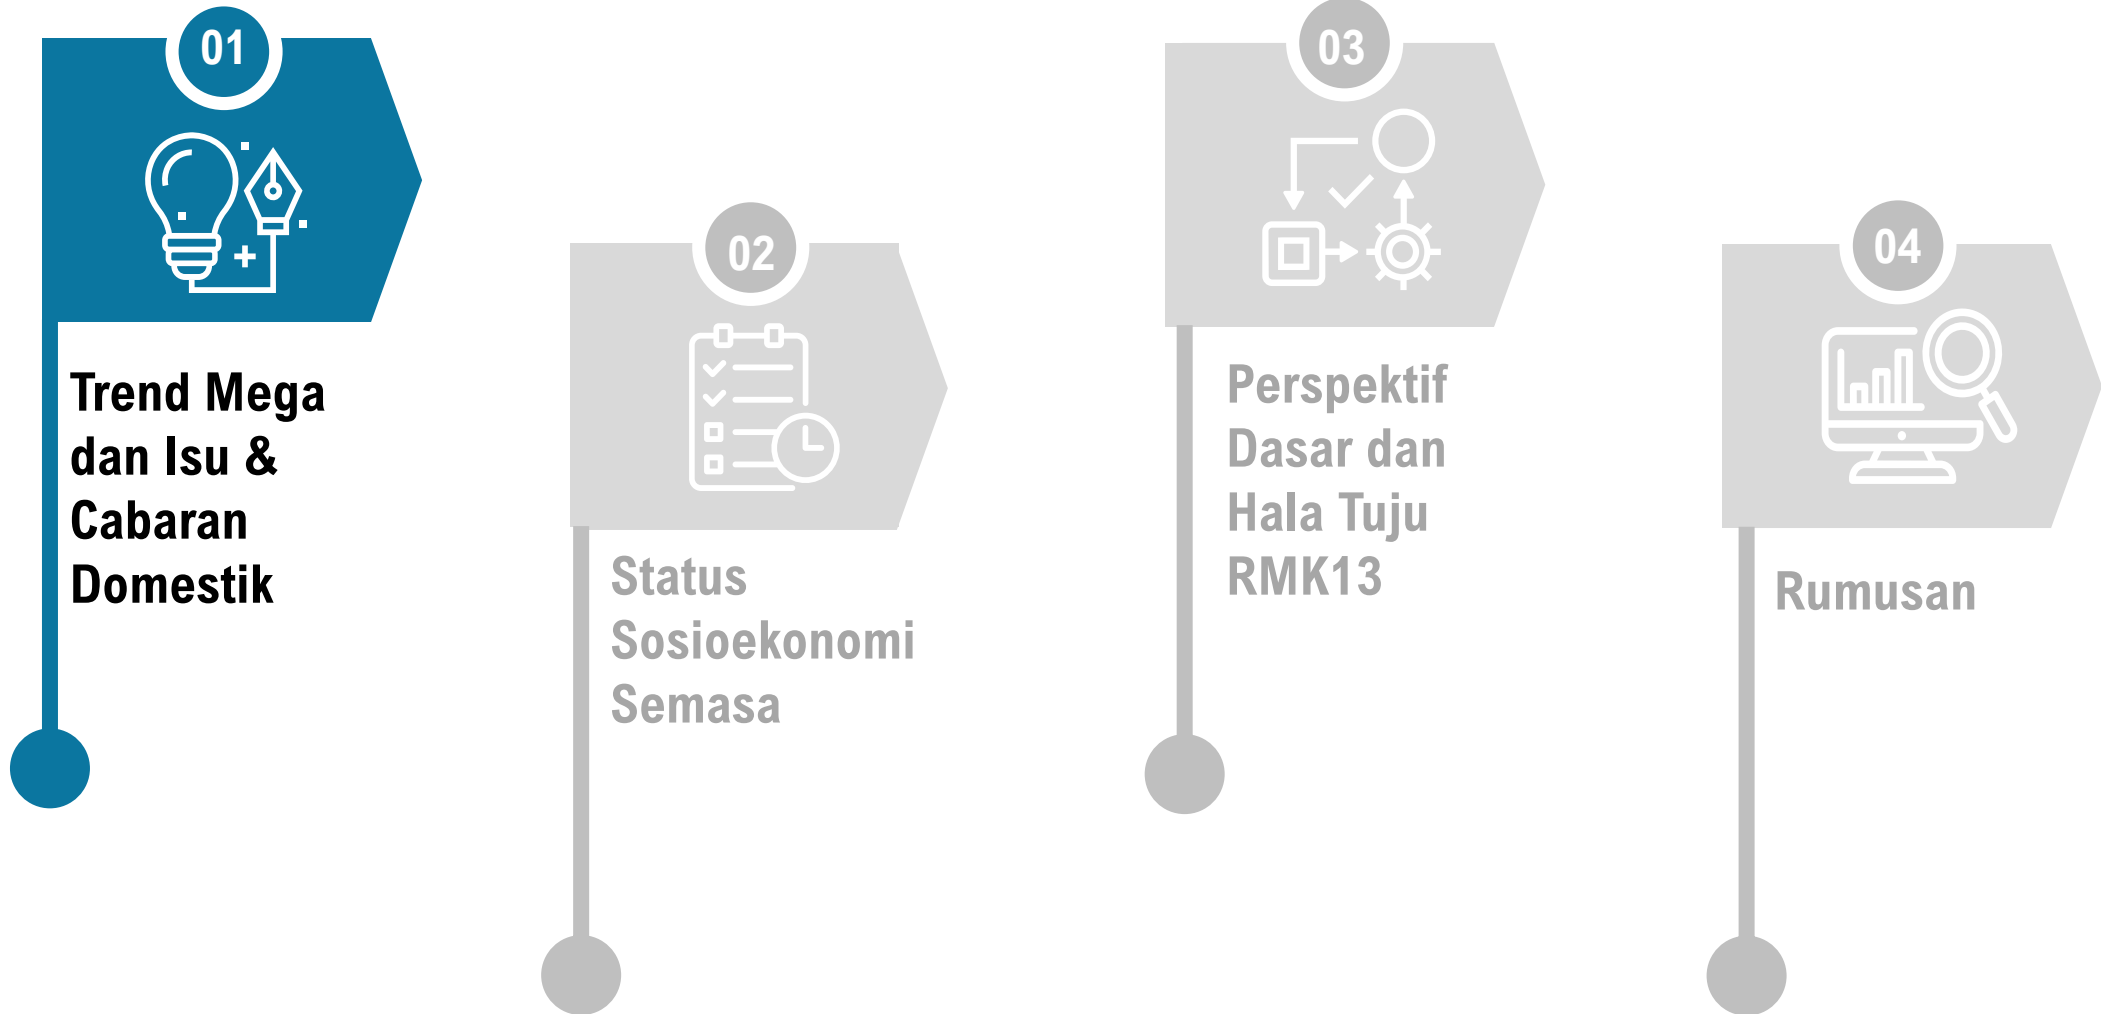 01
Trend Mega
dan Isu &
Cabaran
Domestik
02
Status
Sosioekonomi
Semasa
03
Perspektif
Dasar dan
Hala Tuju
RMK13
04
Rumusan